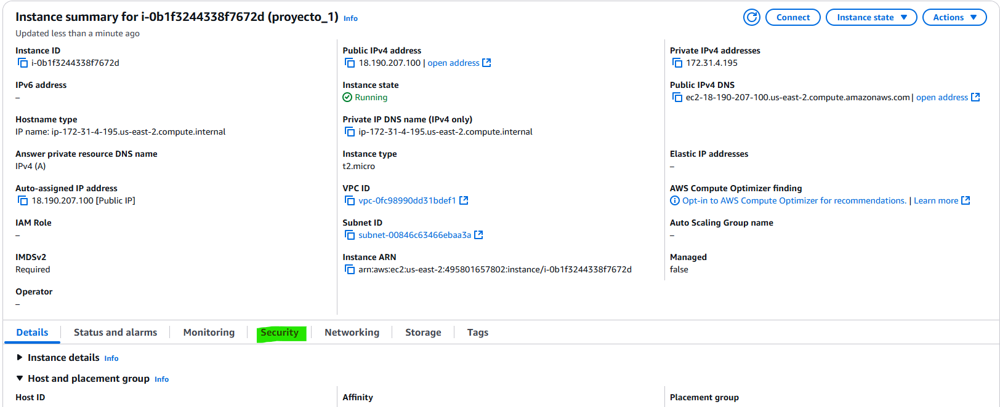 Instance summary for i-0b1f3244338f7672d (proyecto_1) Info
Connect
Instance state
Actions
Updated less than a minute ago
Instance ID
i-0b1f3244338f7672d
Public IPv4 address
18.190.207.100 | open address
Private IPv4 addresses
172.31.4.195
IPv6 address
–
Instance state
Running
Public IPv4 DNS
ec2-18-190-207-100.us-east-2.compute.amazonaws.com | open address
Hostname type
IP name: ip-172-31-4-195.us-east-2.compute.internal
Private IP DNS name (IPv4 only)
ip-172-31-4-195.us-east-2.compute.internal
Answer private resource DNS name
IPv4 (A)
Instance type
t2.micro
Elastic IP addresses
–
Auto-assigned IP address
18.190.207.100 [Public IP]
VPC ID
vpc-0fc98990dd31bdef1
AWS Compute Optimizer finding
Opt-in to AWS Compute Optimizer for recommendations. | Learn more
IAM Role
–
Subnet ID
subnet-00846c63466ebaa3a
Auto Scaling Group name
–
IMDSv2
Required
Instance ARN
arn:aws:ec2:us-east-2:495801657802:instance/i-0b1f3244338f7672d
Managed
false
Operator
–
Details
Status and alarms
Monitoring
Security
Networking
Storage
Tags
Instance details Info
Host and placement group Info
Host ID
Affinity
Placement group